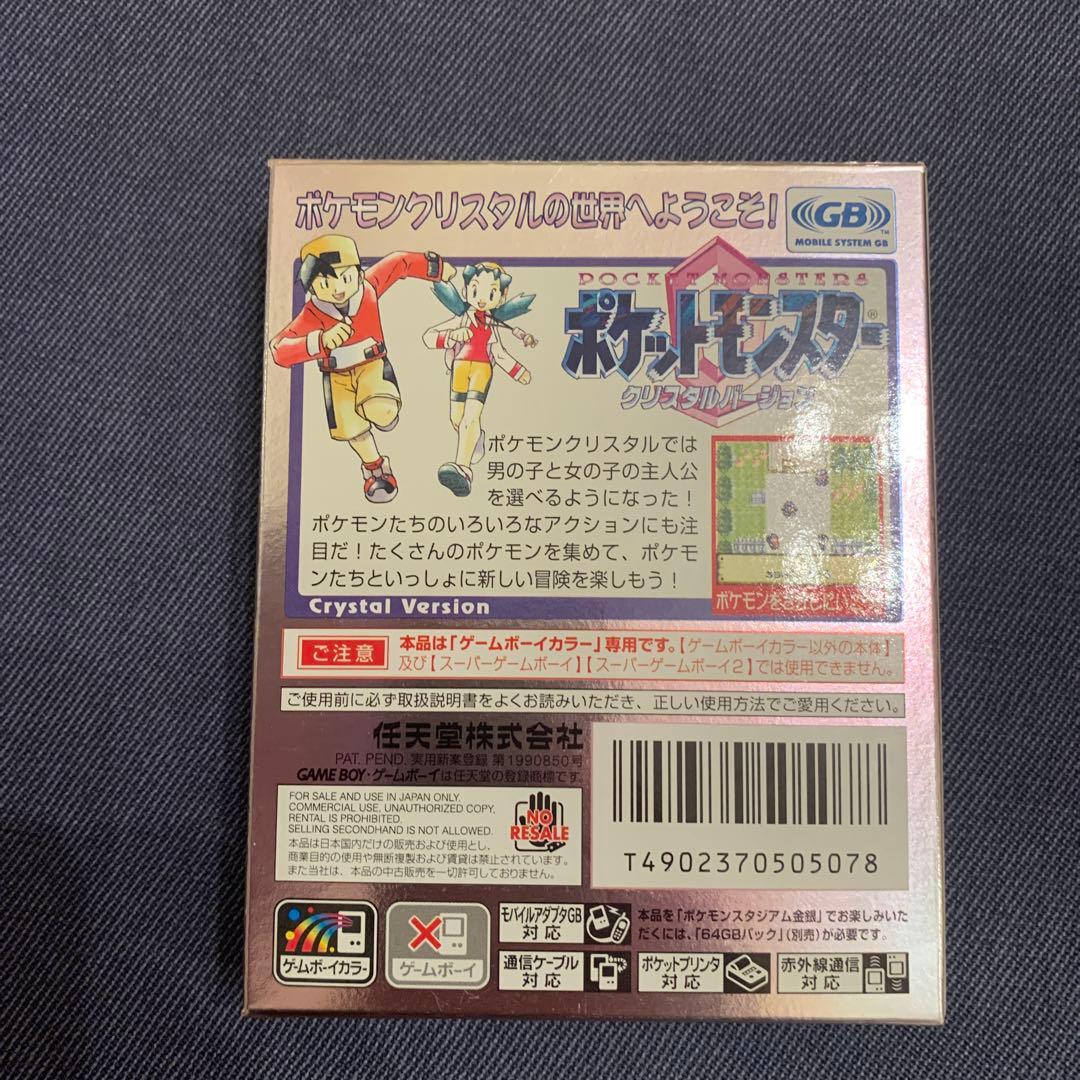 ポケモンクリスタルの世界へようこそ!
GB
TM
MOBILE SYSTEM GB
POCKET MONSTERS
ポケットモンスター®
クリスタルバージョン
ポケモンクリスタルでは
男の子と女の子の主人公
を選べるようになった!
ポケモンたちのいろいろなアクションにも注
目だ!たくさんのポケモンを集めて、ポケモ
ンたちといっしょに新しい冒険を楽しもう!
ポケモンを
Crystal Version
ご注意
本品は「ゲームボーイカラー」専用です。【ゲームボーイカラー以外の本体】
及び【スーパーゲームボーイ】【スーパーゲームボーイ2】では使用できません。
ご使用前に必ず取扱説明書をよくお読みいただき、正しい使用方法でご愛用ください。
任天堂株式会社
PAT. PEND. 実用新案登録 第1990850号
GAME BOY・ゲームボーイは任天堂の登録商標です。
FOR SALE AND USE IN JAPAN ONLY.
COMMERCIAL USE, UNAUTHORIZED COPY,
RENTAL IS PROHIBITED.
SELLING SECONDHAND IS NOT ALLOWED.
本品は日本国内だけの販売および使用とし、
商業目的の使用や無断複製および賃貸は禁止されています。
また当社は、本品の中古販売を一切許可しておりません。
NO
RESALE
T4902370505078
ゲームボーイカラー
ゲームボーイ
モバイルアダプタGB
対応
本品を「ポケモンスタジアム金銀」でお楽しみいた
だくには、「64GBパック」(別売)が必要です。
通信ケーブル
対応
ポケットプリンタ
対応
赤外線通信
対応